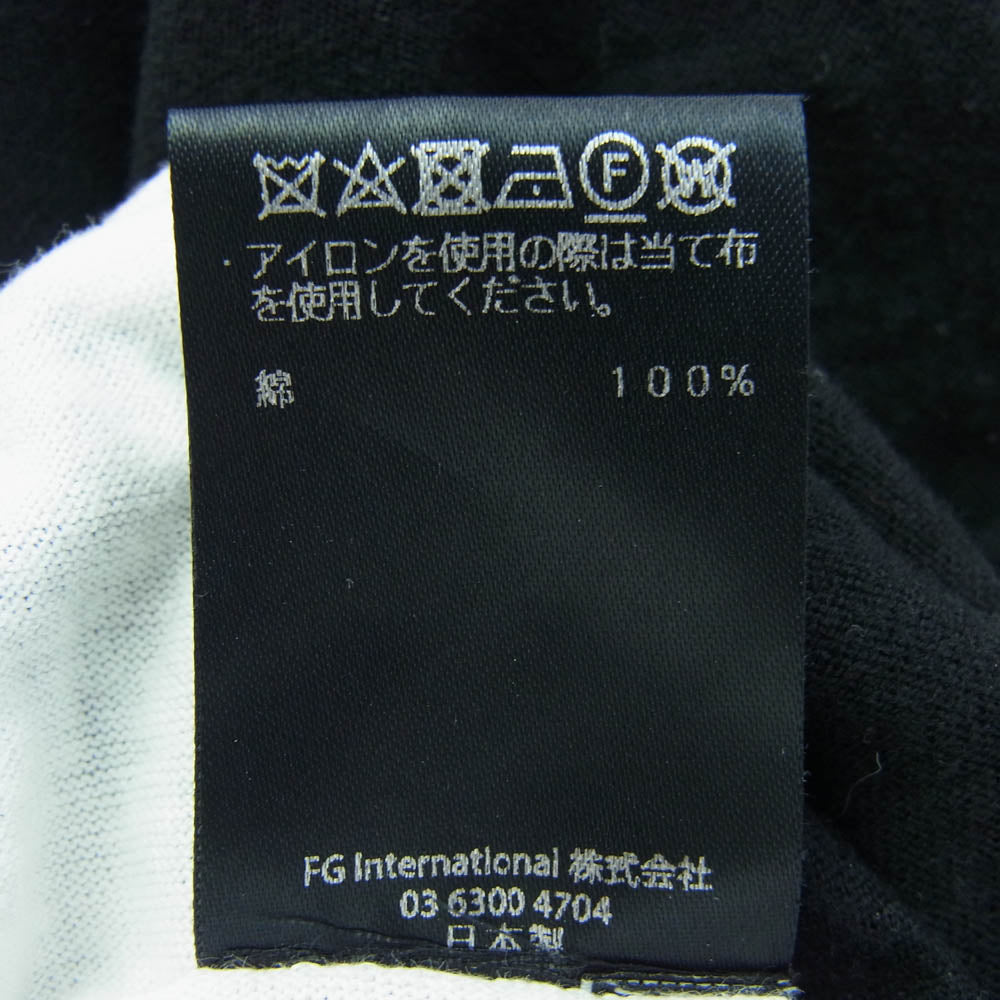 F W
アイロンを使用の際は当て布
を使用してください。
綿 100%
FG International 株式会社
03 6300 4704
日本製